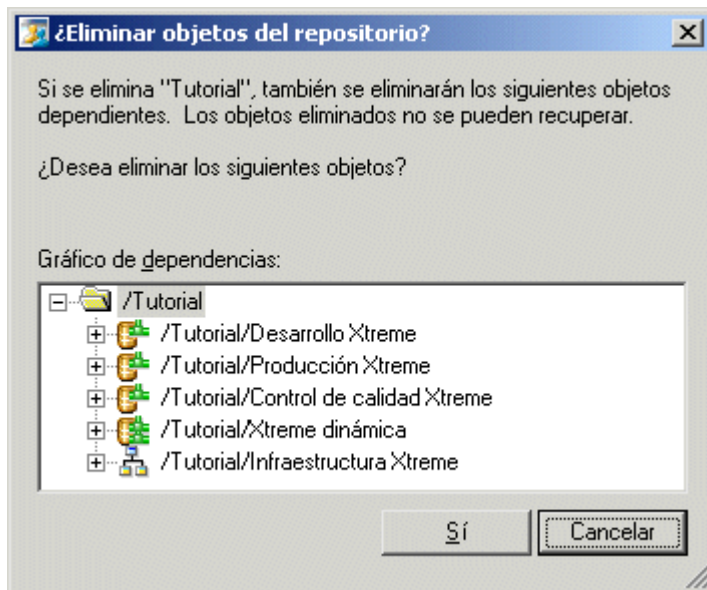 ¿Eliminar objetos del repositorio?
Si se elimina "Tutorial", también se eliminarán los siguientes objetos
dependientes.  Los objetos eliminados no se pueden recuperar.
¿Desea eliminar los siguientes objetos?
Gráfico de dependencias:
/Tutorial
/Tutorial/Desarrollo Xtreme
/Tutorial/Producción Xtreme
/Tutorial/Control de calidad Xtreme
/Tutorial/Xtreme dinámica
/Tutorial/Infraestructura Xtreme
Sí Cancelar